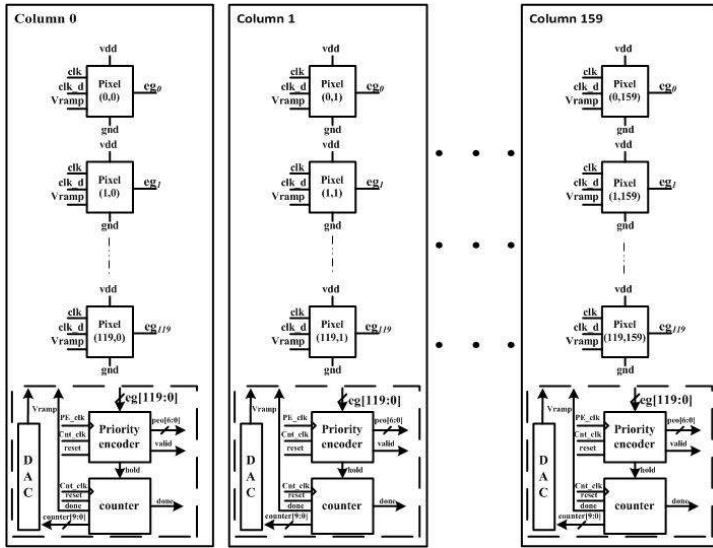 Column 0
vdd
clk
clk_d
Vramp
Pixel
(0,0)
eg0
gnd
vdd
clk
clk_d
Vramp
Pixel
(1,0)
eg1
gnd
vdd
clk
clk_d
Vramp
Pixel
(119,0)
eg119
gnd
Vramp
eg[119:0]
PE_clk
Cnt_clk
reset
Priority
encoder
peo[6:0]
valid
hold
DAC
Cnt_clk
reset
done
counter
done
counter[9:0]
Column 1
vdd
clk
clk_d
Vramp
Pixel
(0,1)
eg0
gnd
vdd
clk
clk_d
Vramp
Pixel
(1,1)
eg1
gnd
vdd
clk
clk_d
Vramp
Pixel
(119,1)
eg119
gnd
Vramp
eg[119:0]
PE_clk
Cnt_clk
reset
Priority
encoder
peo[6:0]
valid
hold
DAC
Cnt_clk
reset
done
counter
done
counter[9:0]
Column 159
vdd
clk
clk_d
Vramp
Pixel
(0,159)
eg0
gnd
vdd
clk
clk_d
Vramp
Pixel
(1,159)
eg1
gnd
vdd
clk
clk_d
Vramp
Pixel
(119,159)
eg119
gnd
Vramp
eg[119:0]
PE_clk
Cnt_clk
reset
Priority
encoder
peo[6:0]
valid
hold
DAC
Cnt_clk
reset
done
counter
done
counter[9:0]